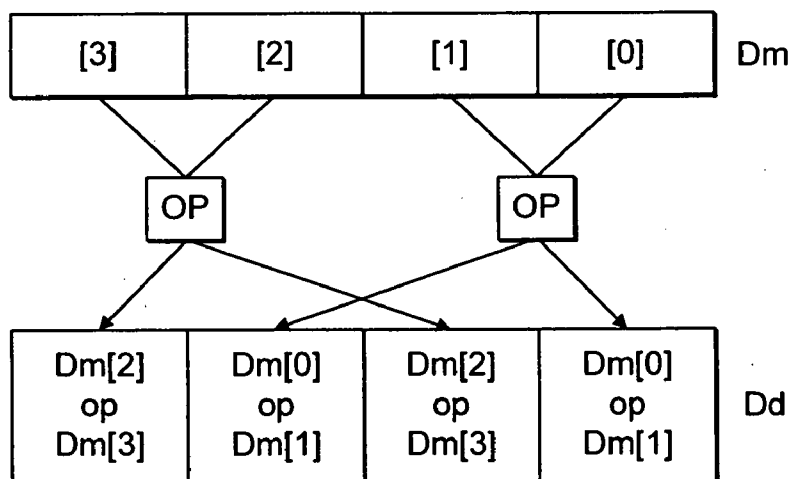 [3] [2] [1] [0] Dm
OP OP
Dm[2] Dm[0] Dm[2] Dm[0]
op op op op Dd
Dm[3] Dm[1] Dm[3] Dm[1]